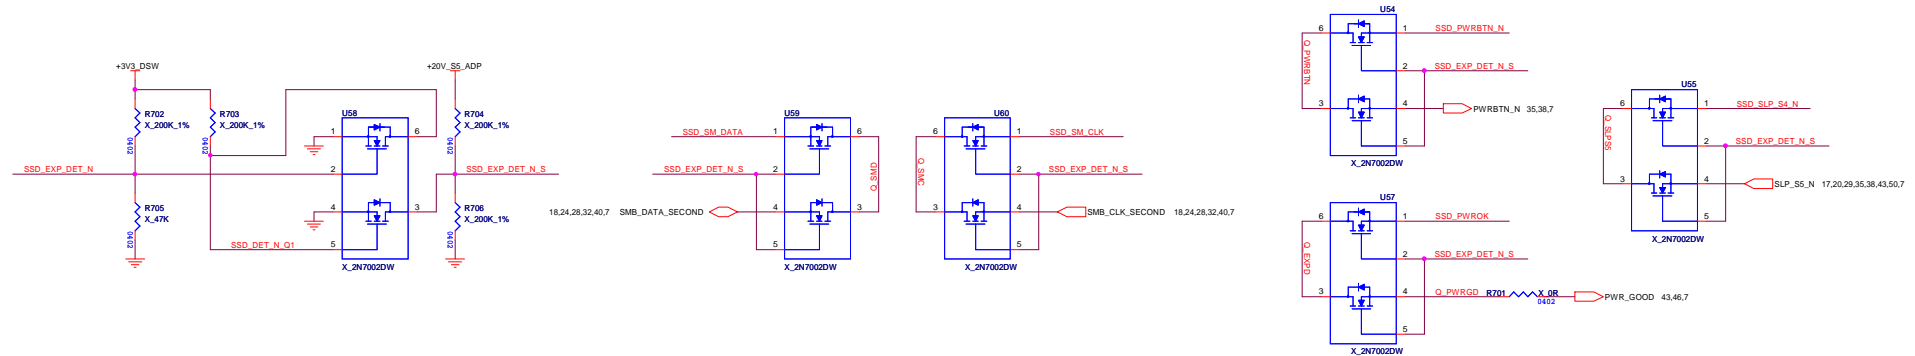 +3V3_DSW
R702
X_200K_1%
0402
R703
X_200K_1%
0402
SSD_EXP_DET_N
R705
X_47K
0402
SSD_DET_N_Q1
U58
1
6
2
4
3
5
X_2N7002DW
+20V_S5_ADP
R704
X_200K_1%
0402
SSD_EXP_DET_N_S
R706
X_200K_1%
0402
U59
SSD_SM_DATA
1
6
SSD_EXP_DET_N_S
2
Q_SMD
18,24,28,32,40,7 SMB_DATA_SECOND
4
3
5
X_2N7002DW
U60
6
1
SSD_SM_CLK
Q_SMC
2
SSD_EXP_DET_N_S
3
4
SMB_CLK_SECOND 18,24,28,32,40,7
5
X_2N7002DW
U54
6
1
SSD_PWRBTN_N
Q_PWRBTN
2
SSD_EXP_DET_N_S
3
4
PWRBTN_N 35,38,7
5
X_2N7002DW
U57
6
1
SSD_PWROK
Q_EXPD
2
SSD_EXP_DET_N_S
3
4
Q_PWRGD
R701
X_0R
0402
PWR_GOOD 43,46,7
5
X_2N7002DW
U55
6
1
SSD_SLP_S4_N
Q_SLPS5
2
SSD_EXP_DET_N_S
3
4
SLP_S5_N 17,20,29,35,38,43,50,7
5
X_2N7002DW